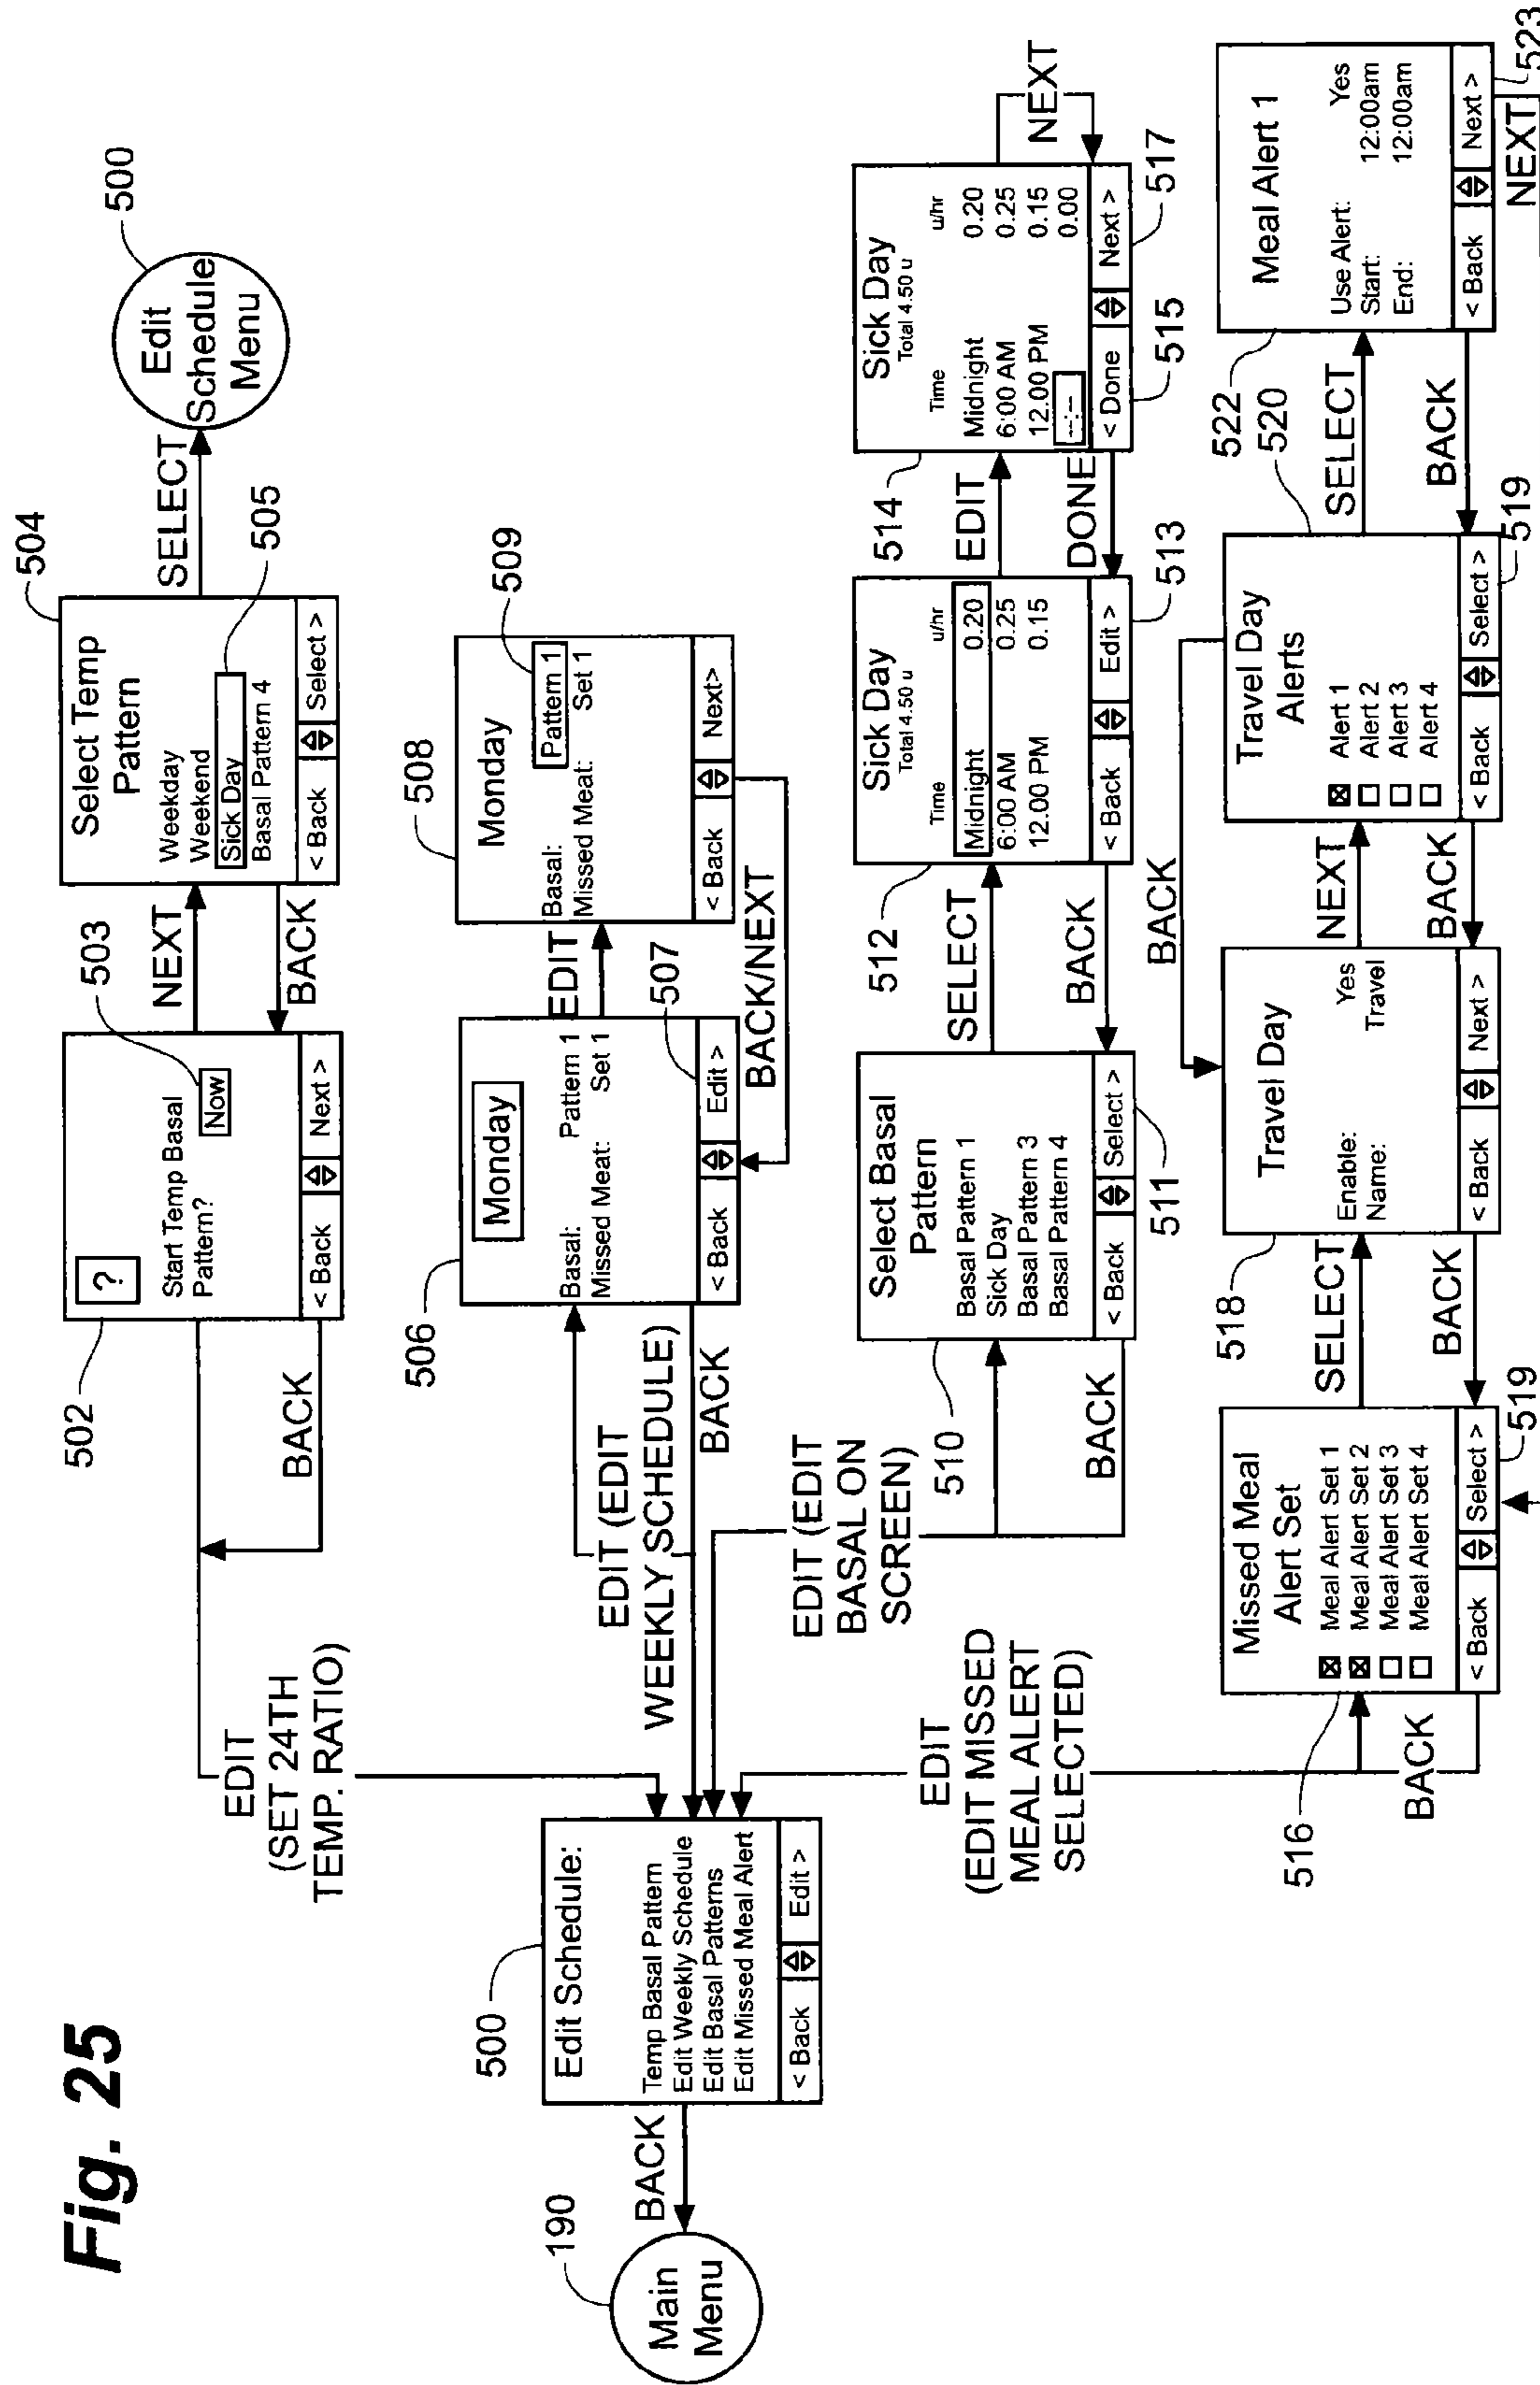 Fig. 25
190
Main
Menu
BACK
500
Edit Schedule:
Temp Basal Pattern
Edit Weekly Schedule
Edit Basal Patterns
Edit Missed Meal Alert
< Back
Edit >
EDIT
(SET 24TH
TEMP. RATIO)
502
?
Start Temp Basal
Pattern?
Now
503
< Back
Next >
BACK
NEXT
BACK
504
Select Temp
Pattern
Weekday
Weekend
Sick Day
Basal Pattern 4
505
< Back
Select >
SELECT
Edit
Schedule
Menu
500
EDIT (EDIT
WEEKLY SCHEDULE)
BACK
506
Monday
Basal:
Pattern 1
Missed Meat:
Set 1
< Back
Edit >
507
EDIT
BACK/NEXT
508
Monday
Basal:
Pattern 1
Missed Meat:
Set 1
509
< Back
Next>
EDIT (EDIT
BASAL ON
SCREEN)
510
BACK
Select Basal
Pattern
Basal Pattern 1
Sick Day
Basal Pattern 3
Basal Pattern 4
< Back
Select >
511
SELECT
BACK
512
Sick Day
Total 4.50 u
Time
u/hr
Midnight
0.20
6:00 AM
0.25
12.00 PM
0.15
< Back
Edit >
513
EDIT
DONE
514
Sick Day
Total 4.50 u
Time
u/hr
Midnight
0.20
6:00 AM
0.25
12.00 PM
0.15
--:--
0.00
< Done
Next >
515
517
NEXT
EDIT
(EDIT MISSED
MEAL ALERT
SELECTED)
516
BACK
Missed Meal
Alert Set
Meal Alert Set 1
Meal Alert Set 2
Meal Alert Set 3
Meal Alert Set 4
< Back
Select >
519
SELECT
BACK
518
Travel Day
Enable:
Yes
Name:
Travel
< Back
Next >
BACK
NEXT
BACK
Travel Day
Alerts
Alert 1
Alert 2
Alert 3
Alert 4
< Back
Select >
519
520
SELECT
BACK
522
Meal Alert 1
Use Alert:
Yes
Start:
12:00am
End:
12:00am
< Back
Next >
523
NEXT